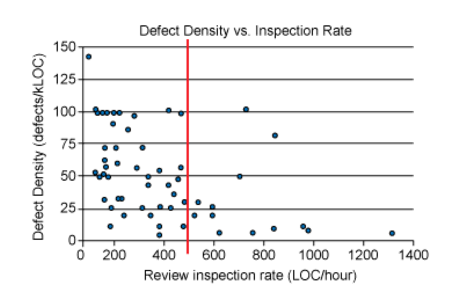 Defect Density vs. Inspection Rate
Defect Density (defects/kLOC)
150
125
100
75
50
25
0
0 200 400 600 800 1000 1200 1400
Review inspection rate (LOC/hour)